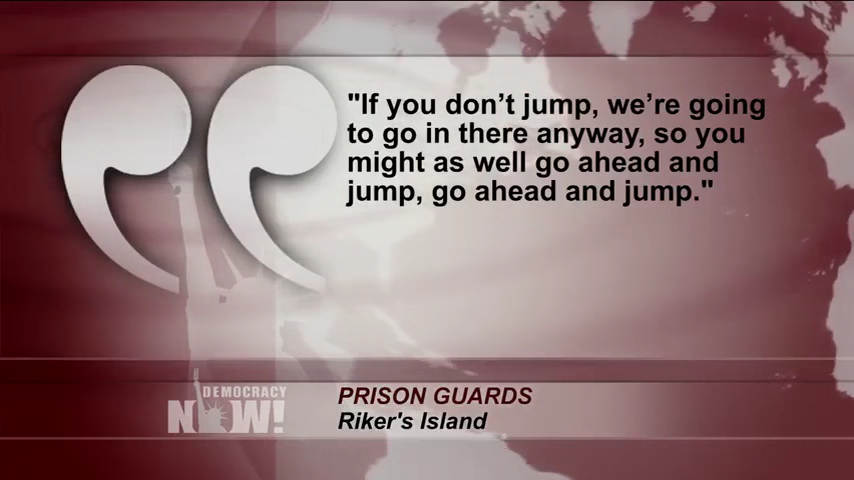 "If you don’t jump, we’re going
to go in there anyway, so you
might as well go ahead and
jump, go ahead and jump."
DEMOCRACY
NOW!
PRISON GUARDS
Riker's Island